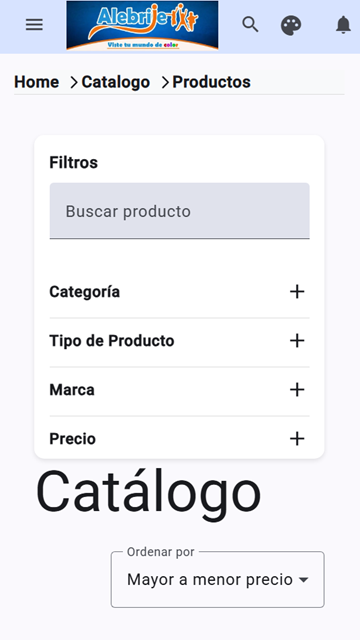 Alebrijes
Viste tu mundo de color
Home > Catalogo > Productos
Filtros
Buscar producto
Categoría +
Tipo de Producto +
Marca +
Precio +
Catálogo
Ordenar por
Mayor a menor precio